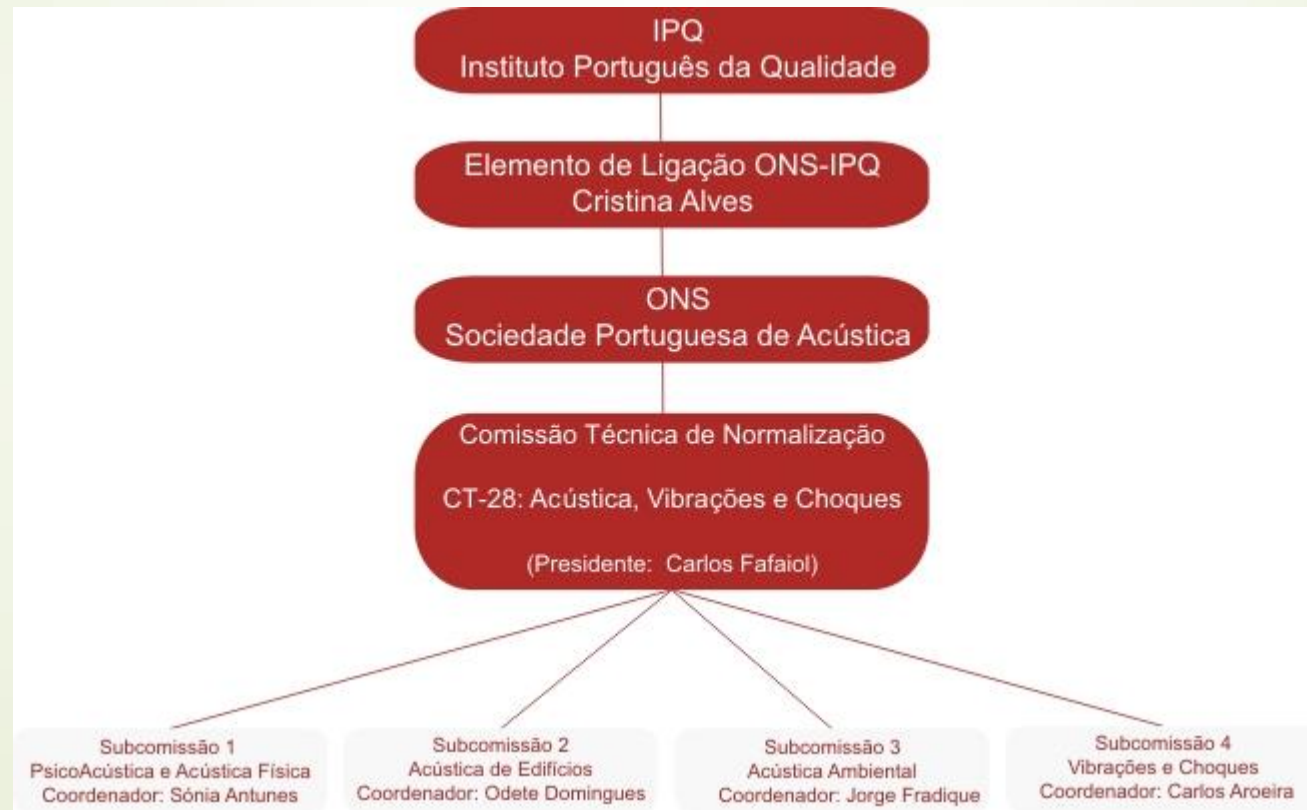 IPQ
Instituto Português da Qualidade
Elemento de Ligação ONS-IPQ
Cristina Alves
ONS
Sociedade Portuguesa de Acústica
Comissão Técnica de Normalização
CT-28: Acústica, Vibrações e Choques
(Presidente: Carlos Fafaiol)
Subcomissão 1
PsicoAcústica e Acústica Física
Coordenador: Sónia Antunes
Subcomissão 2
Acústica de Edifícios
Coordenador: Odete Domingues
Subcomissão 3
Acústica Ambiental
Coordenador: Jorge Fradique
Subcomissão 4
Vibrações e Choques
Coordenador: Carlos Aroeira